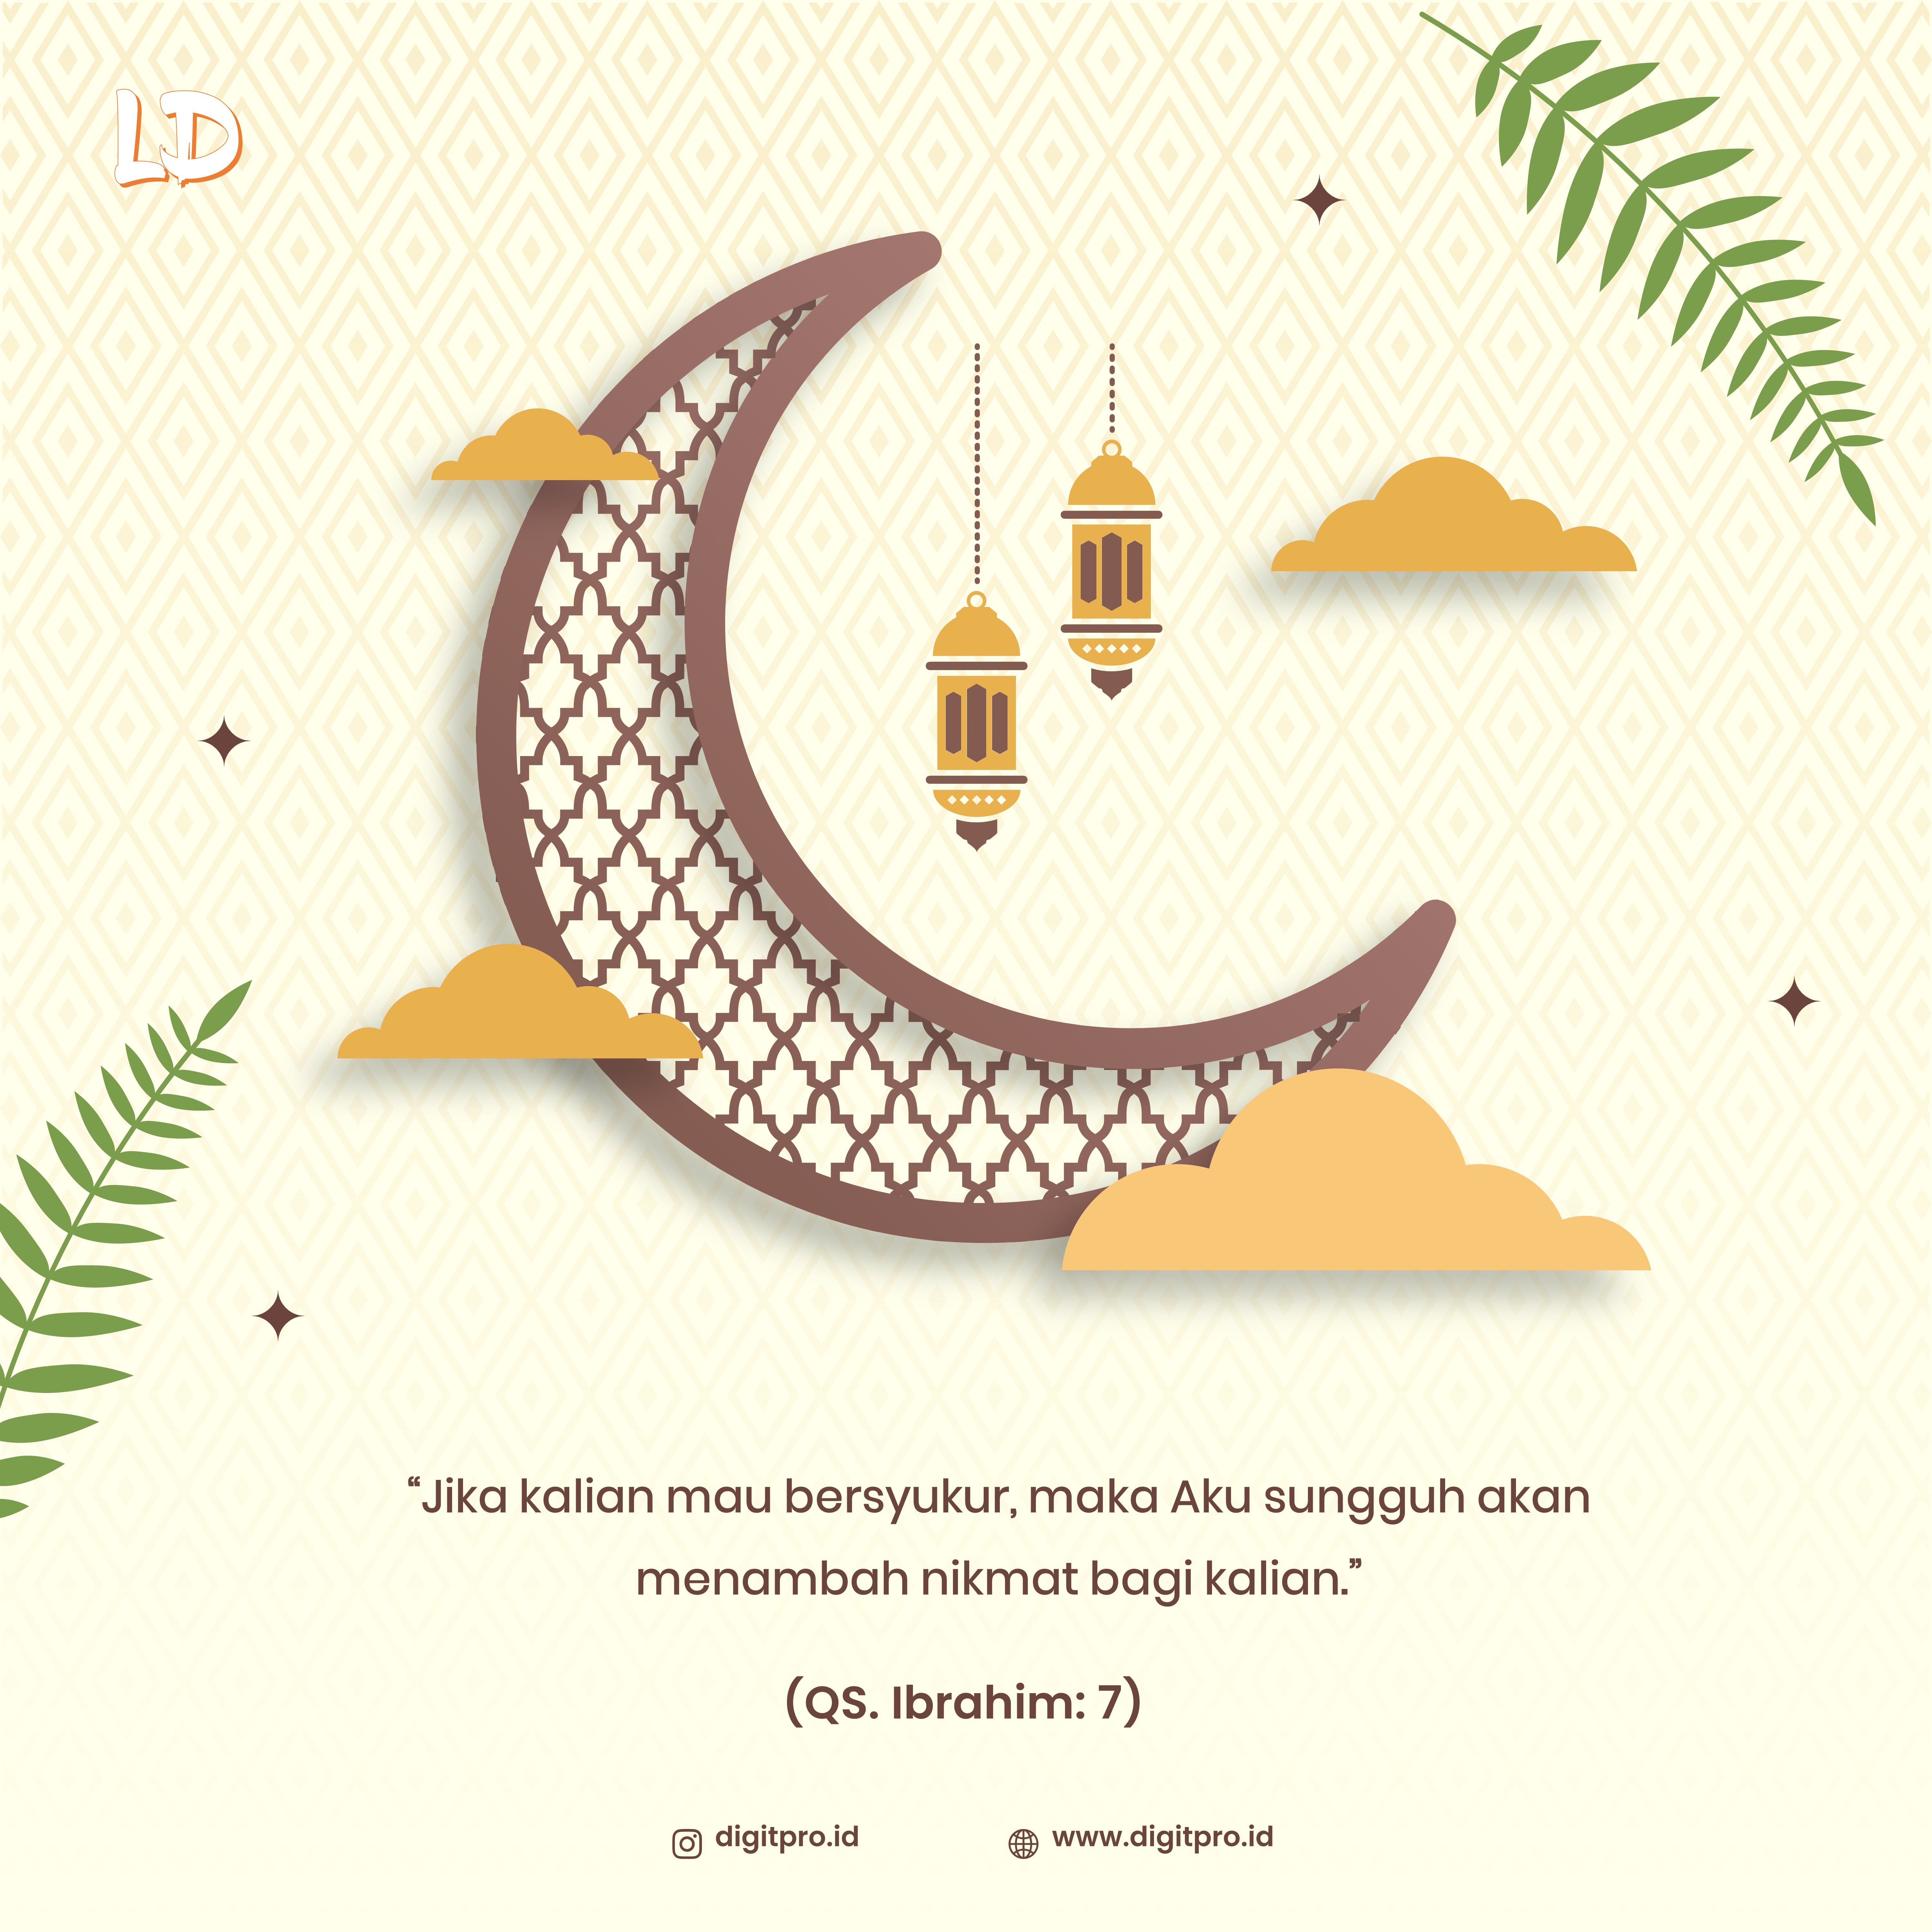 LD
“Jika kalian mau bersyukur, maka Aku sungguh akan
menambah nikmat bagi kalian.”
(QS. Ibrahim: 7)
digitpro.id
www.digitpro.id